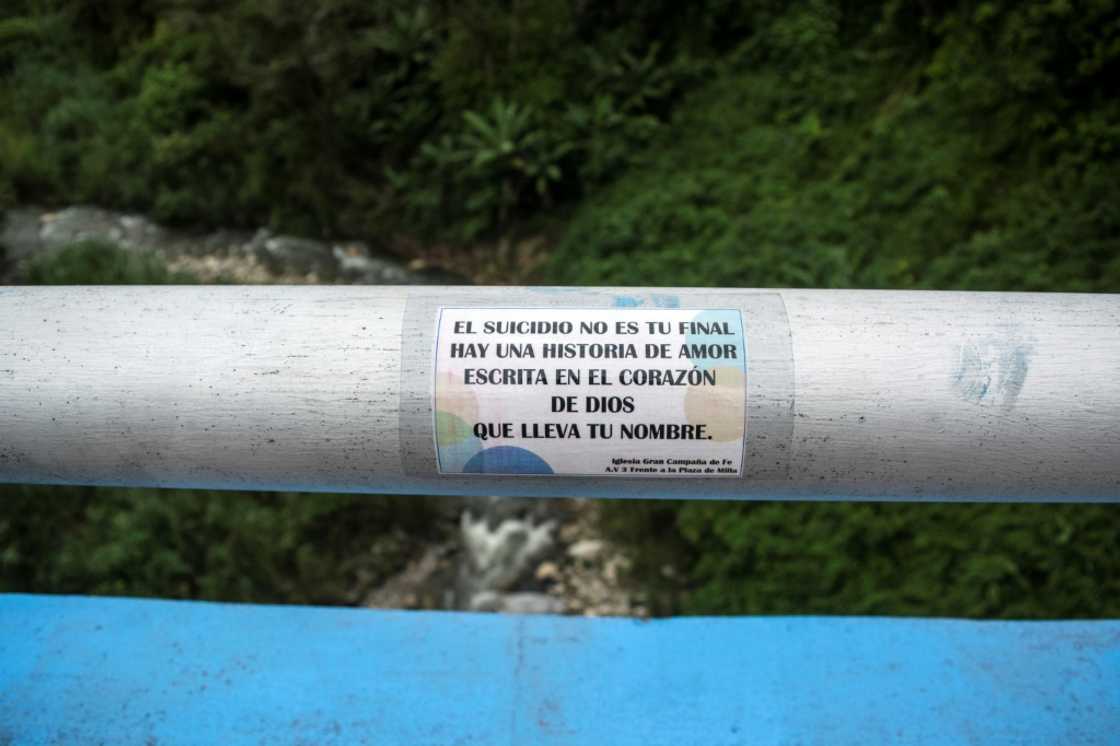 EL SUICIDIO NO ES TU FINAL
HAY UNA HISTORIA DE AMOR
ESCRITA EN EL CORAZÓN
DE DIOS
QUE LLEVA TU NOMBRE.
Iglesia Gran Campaña de Fe
A.V 3 Frente a la Plaza de Milla